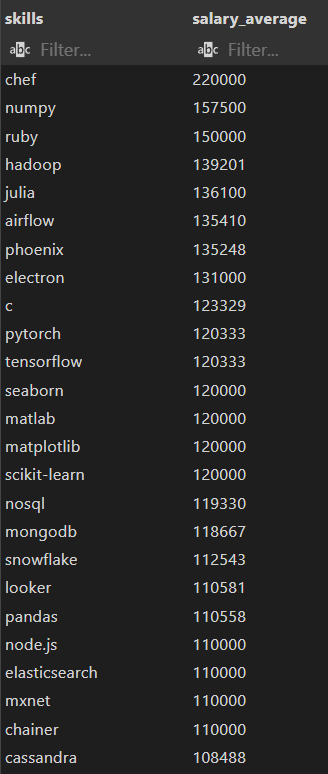 skills salary_average
abc Filter... abc Filter...
chef 220000
numpy 157500
ruby 150000
hadoop 139201
julia 136100
airflow 135410
phoenix 135248
electron 131000
c 123329
pytorch 120333
tensorflow 120333
seaborn 120000
matlab 120000
matplotlib 120000
scikit-learn 120000
nosql 119330
mongodb 118667
snowflake 112543
looker 110581
pandas 110558
node.js 110000
elasticsearch 110000
mxnet 110000
chainer 110000
cassandra 108488